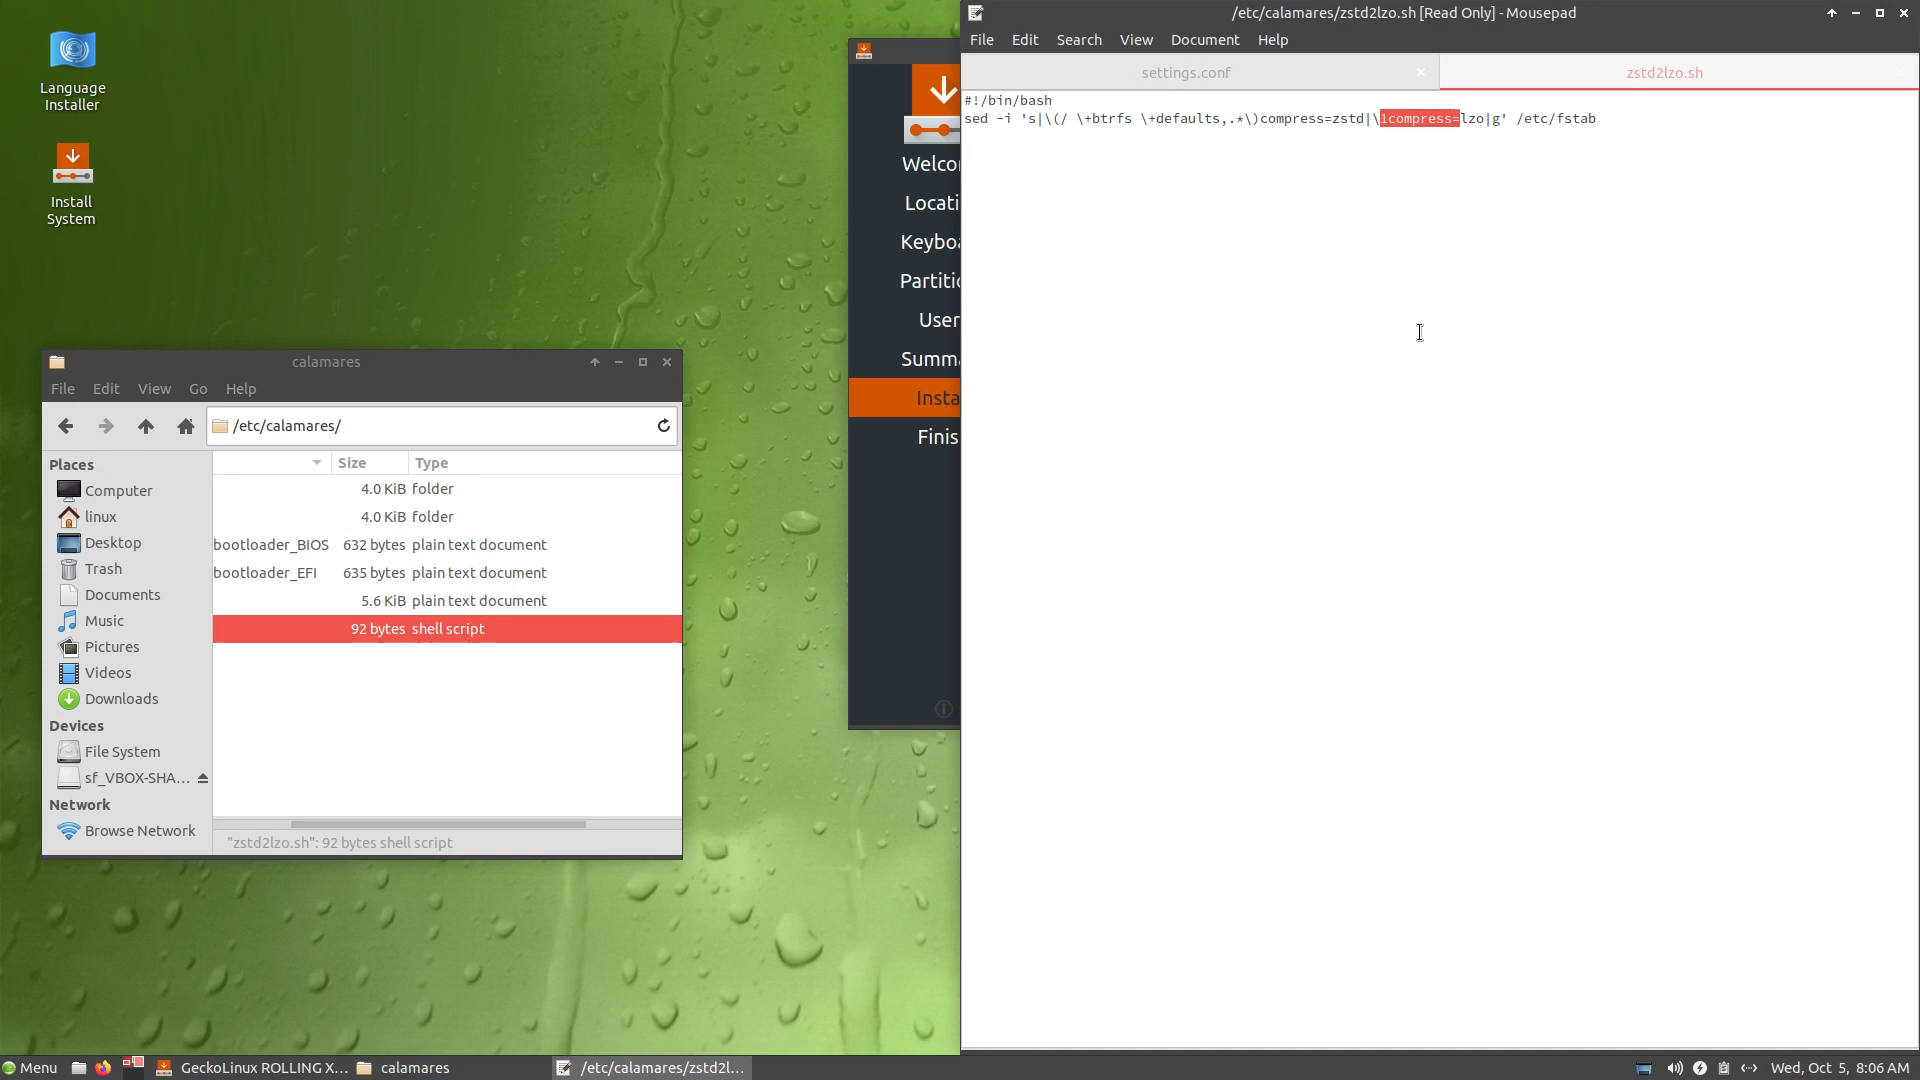 Language
Installer
Install
System
/etc/calamares/zstd2lzo.sh [Read Only] - Mousepad
File Edit Search View Document Help
settings.conf
zstd2lzo.sh
#!/bin/bash
sed -i 's|\(/ \+btrfs \+defaults,.*\)compress=zstd|\1compress=lzo|g' /etc/fstab
Welco
Locati
Keybo
Partiti
User
Summ
Insta
Finis
calamares
File Edit View Go Help
/etc/calamares/
Places
Computer
linux
Desktop
Trash
Documents
Music
Pictures
Videos
Downloads
Devices
File System
sf_VBOX-SHA...
Network
Browse Network
Size Type
4.0 KiB folder
4.0 KiB folder
bootloader_BIOS 632 bytes plain text document
bootloader_EFI 635 bytes plain text document
5.6 KiB plain text document
92 bytes shell script
"zstd2lzo.sh": 92 bytes shell script
Menu
GeckoLinux ROLLING X...
calamares
/etc/calamares/zstd2l...
Wed, Oct 5, 8:06 AM